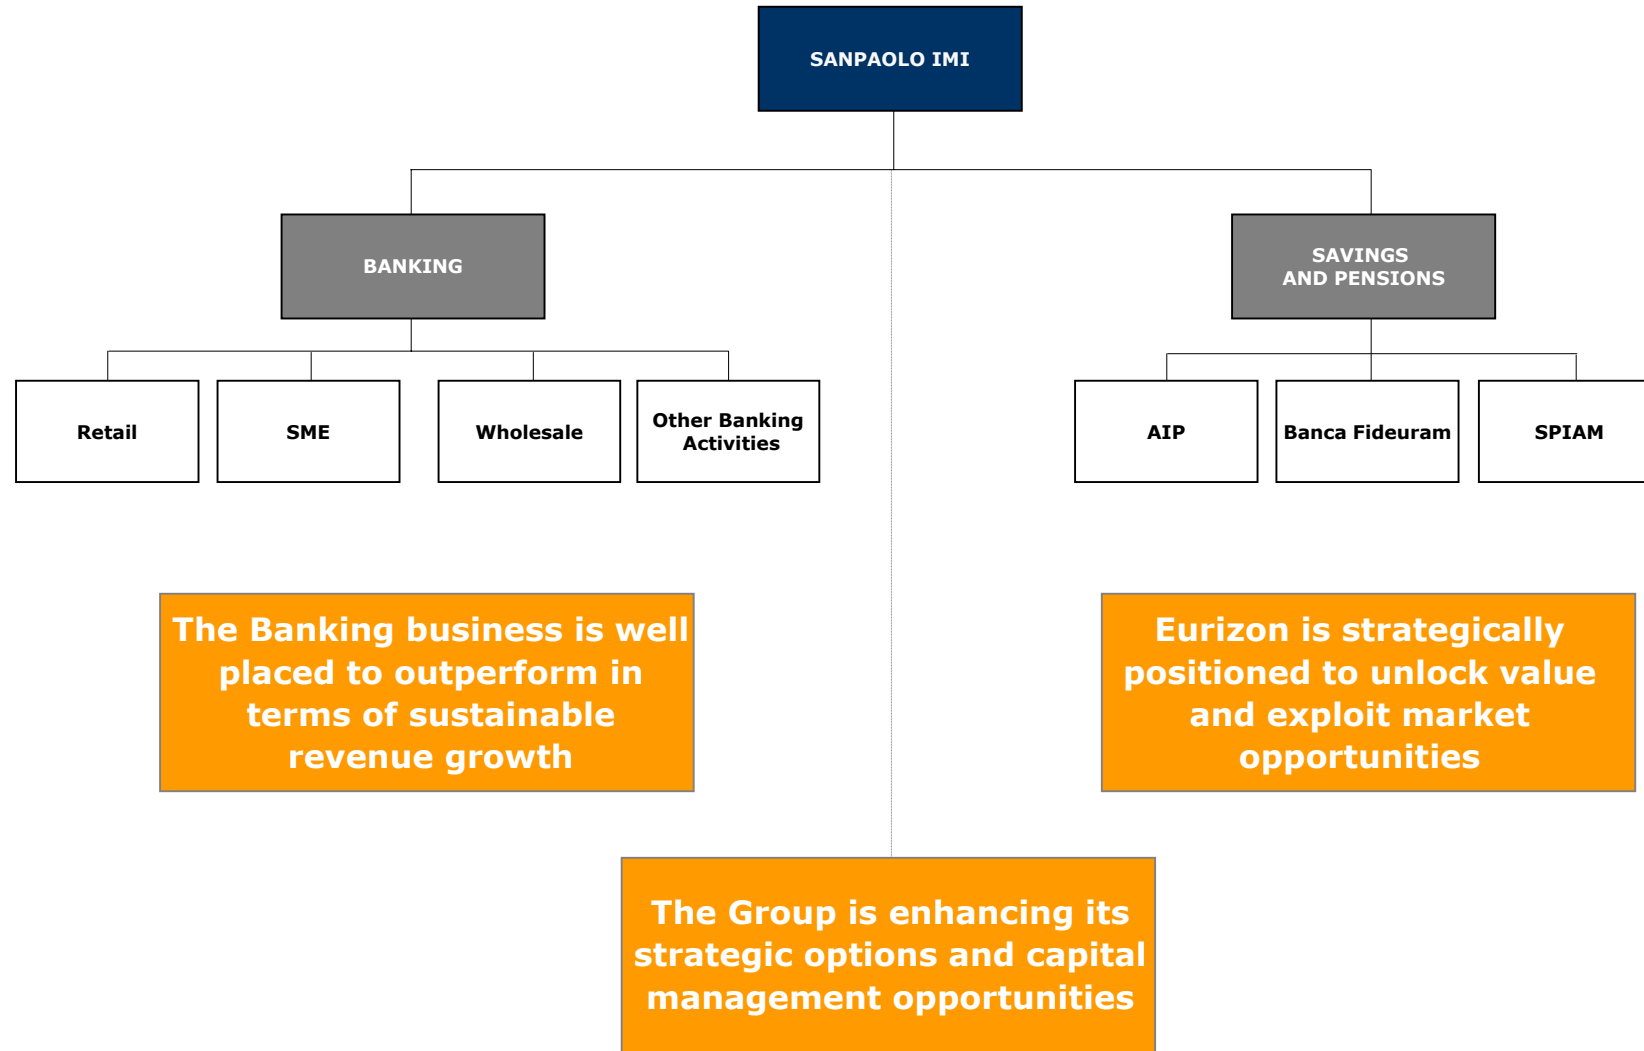 SANPAOLO IMI
BANKING
SAVINGS
AND PENSIONS
Retail
SME
Wholesale
Other Banking
Activities
AIP
Banca Fideuram
SPIAM
The Banking business is well
placed to outperform in
terms of sustainable
revenue growth
Eurizon is strategically
positioned to unlock value
and exploit market
opportunities
The Group is enhancing its
strategic options and capital
management opportunities